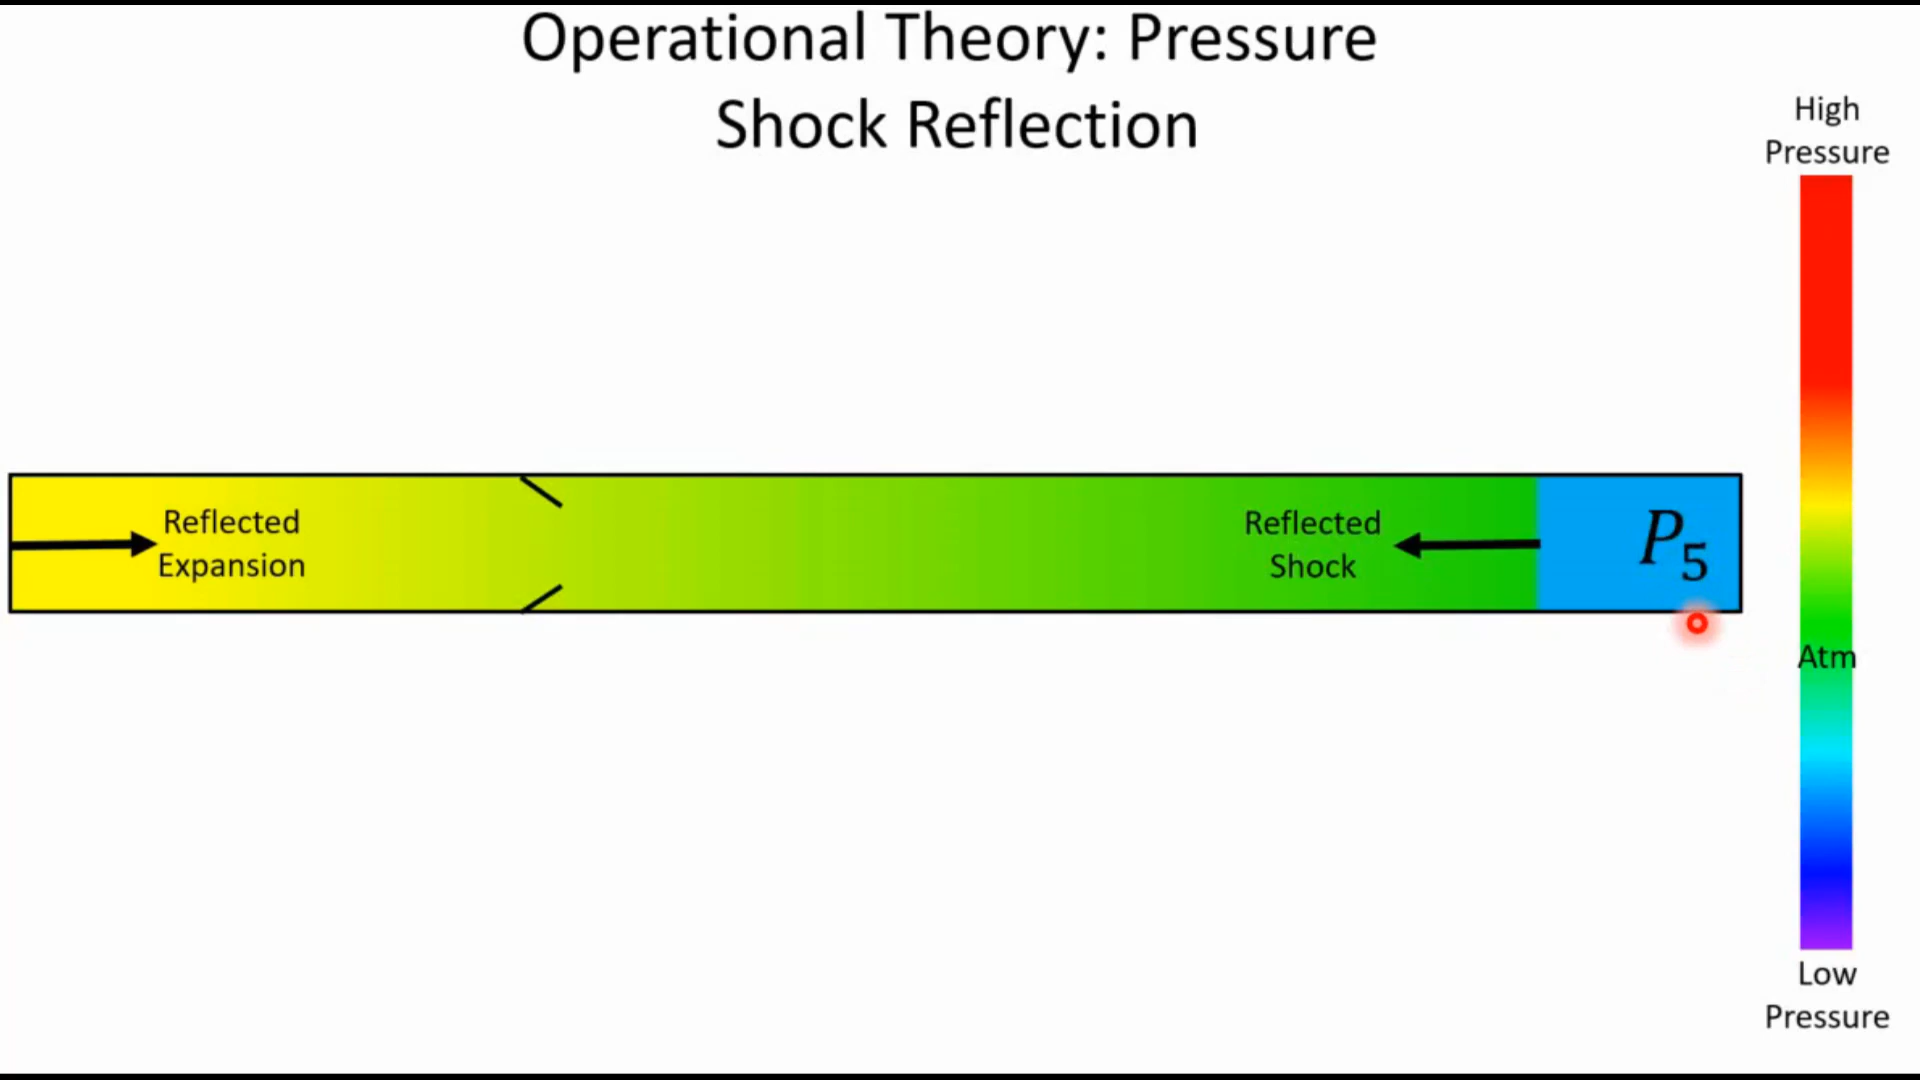 Operational Theory: Pressure
Shock Reflection
High
Pressure
Reflected
Expansion
Reflected
Shock
P5
Atm
Low
Pressure